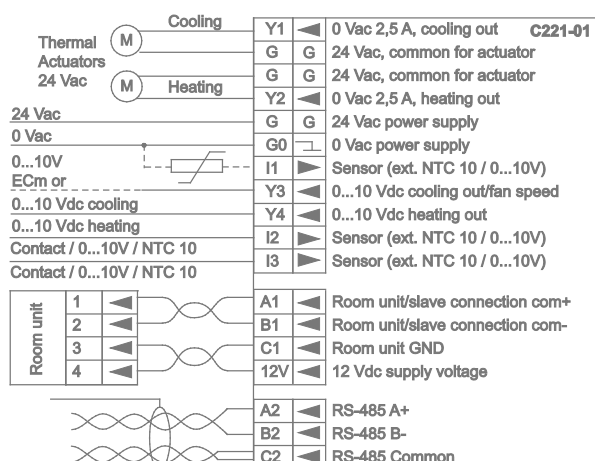 Cooling
Y1 0 Vac 2,5 A, cooling out C221-01
Thermal
Actuators
24 Vac
M
G G 24 Vac, common for actuator
G G 24 Vac, common for actuator
M
Heating
Y2 0 Vac 2,5 A, heating out
24 Vac
G G 24 Vac power supply
0 Vac
G0 0 Vac power supply
0...10V
I1 Sensor (ext. NTC 10 / 0...10V)
ECm or
Y3 0...10 Vdc cooling out/fan speed
0...10 Vdc cooling
Y4 0...10 Vdc heating out
0...10 Vdc heating
I2 Sensor (ext. NTC 10 / 0...10V)
Contact / 0...10V / NTC 10
I3 Sensor (ext. NTC 10 / 0...10V)
Contact / 0...10V / NTC 10
Room unit
1 A1 Room unit/slave connection com+
2 B1 Room unit/slave connection com-
3 C1 Room unit GND
4 12V 12 Vdc supply voltage
A2 RS-485 A+
B2 RS-485 B-
C2 RS-485 Common